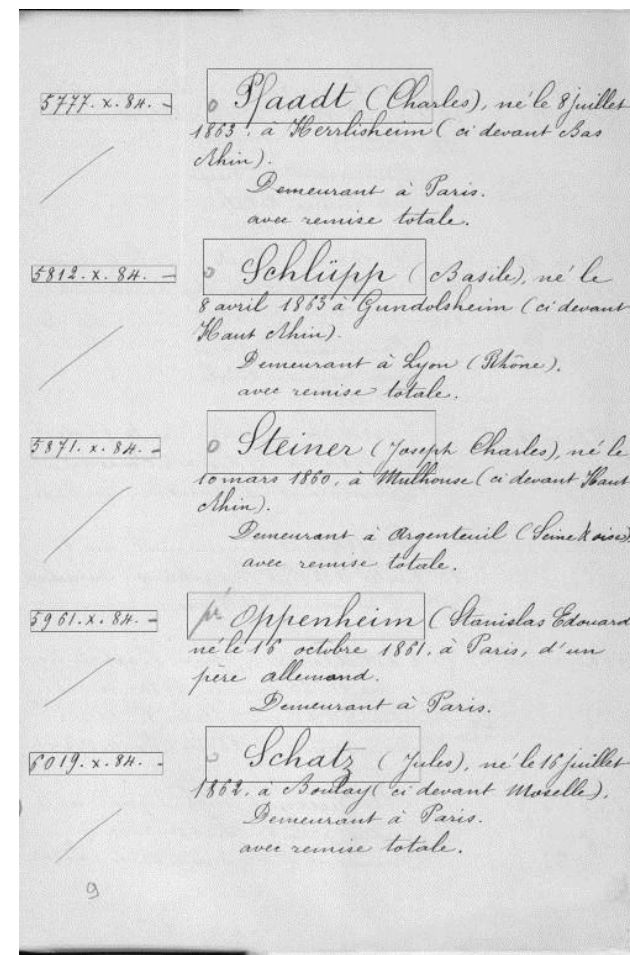 5777. x. 84. - o Pfaadt (Charles), né le 8 juillet
1863, à Herrlisheim (ci devant Bas
Rhin).
Demeurant à Paris.
avec remise totale.
5812. x. 84. - o Schlüpp (Basile), né le
8 avril 1863 à Gundolsheim (ci devant
Haut Rhin).
Demeurant à Lyon (Rhône).
avec remise totale.
5871. x. 84. - o Steiner (Joseph Charles), né le
10 mars 1860, à Mulhouse (ci devant Haut
Rhin).
Demeurant à Argenteuil (Seine & Oise).
avec remise totale.
5961. x. 84. - Oppenheim (Stanislas Edouard
né le 16 octobre 1861, à Paris, d'un
père allemand.
Demeurant à Paris.
6019. x. 84. - o Schatz (Jules), né le 16 juillet
1862, à Boulay (ci devant Moselle).
Demeurant à Paris.
avec remise totale.
9